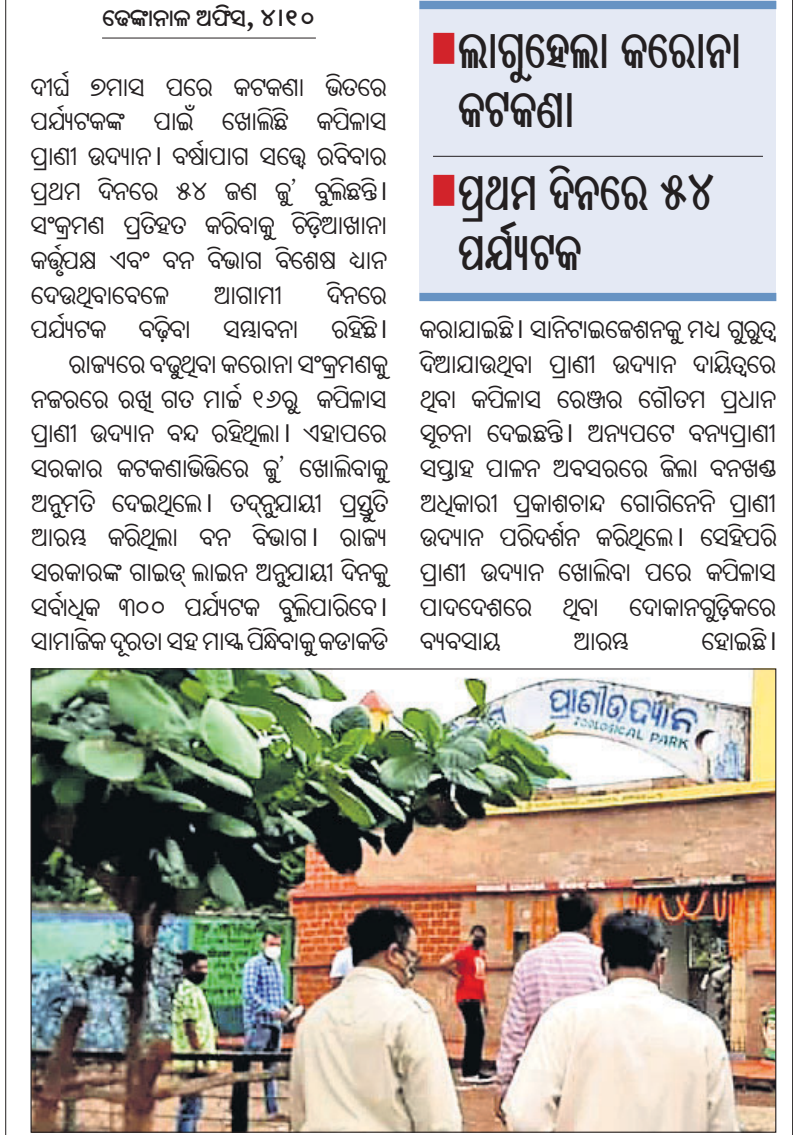 ଢେଙ୍କାନାଳ ଅଫିସ, ୪।୧୦
ଦୀର୍ଘ ୭ମାସ ପରେ କଟକଣା ଭିତରେ
ପର୍ଯ୍ୟଟକଙ୍କ ପାଇଁ ଖୋଲିଛି କପିଳାସ
ପ୍ରାଣୀ ଉଦ୍ୟାନ। ବର୍ଷାପାଗ ସତ୍ତ୍ୱେ ରବିବାର
ପ୍ରଥମ ଦିନରେ ୫୪ ଜଣ ଜୁ’ ବୁଲିଛନ୍ତି।
ସଂକ୍ରମଣ ପ୍ରତିହତ କରିବାକୁ ଚିଡ଼ିଆଖାନା
କର୍ତ୍ତୃପକ୍ଷ ଏବଂ ବନ ବିଭାଗ ବିଶେଷ ଧ୍ୟାନ
ଦେଉଥିବାବେଳେ ଆଗାମୀ ଦିନରେ
ପର୍ଯ୍ୟଟକ ବଢ଼ିବା ସମ୍ଭାବନା ରହିଛି।
ରାଜ୍ୟରେ ବଢୁଥିବା କରୋନା ସଂକ୍ରମଣକୁ
ନଜରରେ ରଖି ଗତ ମାର୍ଚ୍ଚ ୧୬ରୁ କପିଳାସ
ପ୍ରାଣୀ ଉଦ୍ୟାନ ବନ୍ଦ ରହିଥିଲା। ଏହାପରେ
ସରକାର କଟକଣାଭିତ୍ତିରେ ଜୁ’ ଖୋଲିବାକୁ
ଅନୁମତି ଦେଇଥିଲେ। ତଦ୍‌ନୁଯାୟୀ ପ୍ରସ୍ତୁତି
ଆରମ୍ଭ କରିଥିଲା ବନ ବିଭାଗ। ରାଜ୍ୟ
ସରକାରଙ୍କ ଗାଇଡ୍ ଲାଇନ ଅନୁଯାୟୀ ଦିନକୁ
ସର୍ବାଧିକ ୩୦୦ ପର୍ଯ୍ୟଟକ ବୁଲିପାରିବେ।
ସାମାଜିକ ଦୂରତା ସହ ମାସ୍କ ପିନ୍ଧିବାକୁ କଡାକଡି
ଲାଗୁହେଲା କରୋନା
କଟକଣା
ପ୍ରଥମ ଦିନରେ ୫୪
ପର୍ଯ୍ୟଟକ
କରାଯାଇଛି। ସାନିଟାଇଜେଶନକୁ ମଧ୍ୟ ଗୁରୁତ୍ୱ
ଦିଆଯାଉଥିବା ପ୍ରାଣୀ ଉଦ୍ୟାନ ଦାୟିତ୍ୱରେ
ଥିବା କପିଳାସ ରେଞ୍ଜର ଗୌତମ ପ୍ରଧାନ
ସୂଚନା ଦେଇଛନ୍ତି। ଅନ୍ୟପଟେ ବନ୍ୟପ୍ରାଣୀ
ସପ୍ତାହ ପାଳନ ଅବସରରେ ଜିଲା ବନଖଣ୍ଡ
ଅଧିକାରୀ ପ୍ରକାଶଚାନ୍ଦ ଗୋଗିନେନି ପ୍ରାଣୀ
ଉଦ୍ୟାନ ପରିଦର୍ଶନ କରିଥିଲେ। ସେହିପରି
ପ୍ରାଣୀ ଉଦ୍ୟାନ ଖୋଲିବା ପରେ କପିଳାସ
ପାଦଦେଶରେ ଥିବା ଦୋକାନଗୁଡ଼ିକରେ
ବ୍ୟବସାୟ ଆରମ୍ଭ ହୋଇଛି।
ପ୍ରାଣୀଉଦ୍ୟାନ
ZOOLOGICAL PARK